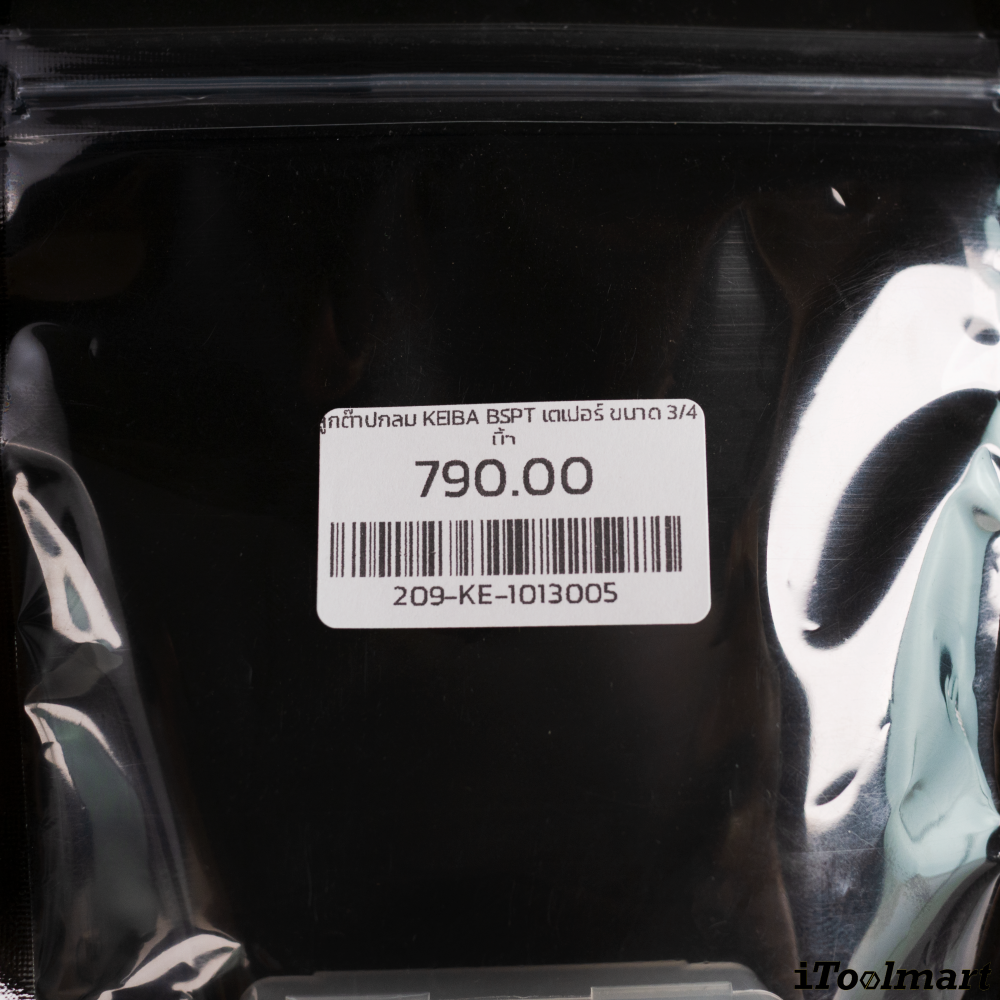 ลูกต๊าปกลม KEIBA BSPT เตเปอร์ ขนาด 3/4
นิ้ว
790.00
209-KE-1013005
iToolmart